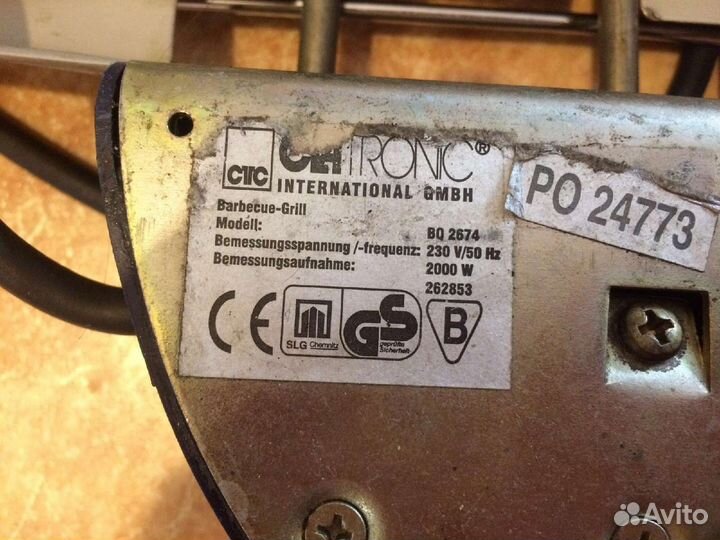 CTC
TRONIC®
INTERNATIONAL GMBH
Barbecue-Grill
Modell: BQ 2674
Bemessungsspannung /-frequenz: 230 V/50 Hz
Bemessungsaufnahme: 2000 W
262853
CE
SLG Chemnitz
GS
geprüfte
Sicherheit
B
PO 24773
Avito